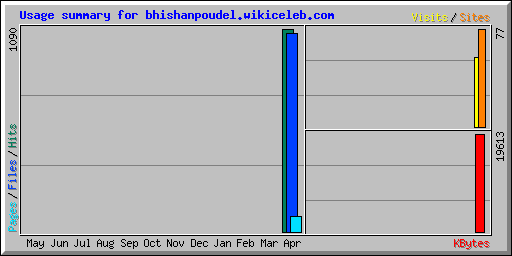 Usage summary for bhishanpoudel.wikiceleb.com
Visits/Sites
1090
77
19613
Pages/Files/Hits
May Jun Jul Aug Sep Oct Nov Dec Jan Feb Mar Apr
KBytes